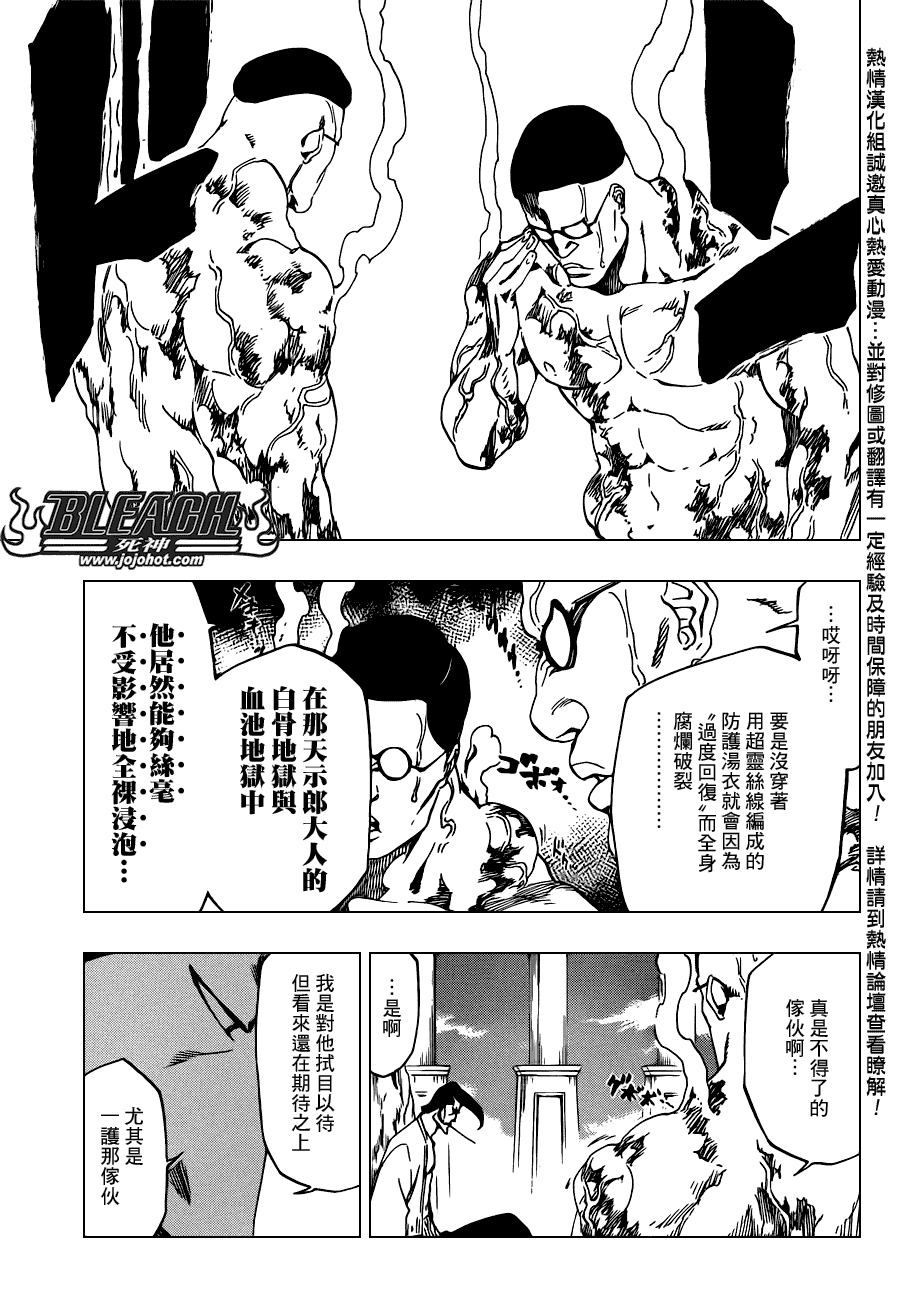 熱情漢化組誠邀真心熱愛動漫…並對修圖或翻譯有一定經驗及時間保障的朋友加入！ 詳情請到熱情論壇查看瞭解！
BLEACH
死神
www.jojohot.com
…哎呀呀…
要是沒穿著
用超靈絲線編成的
防護湯衣就會因為
“過度回復”而全身
腐爛破裂
…………
在那天示郎大人的
白骨地獄與
血池地獄中
他居然能夠絲毫
不受影響地全裸浸泡…
真是不得了的
傢伙啊…
…是啊
我是對他拭目以待
但看來還在期待之上
尤其是
一護那傢伙